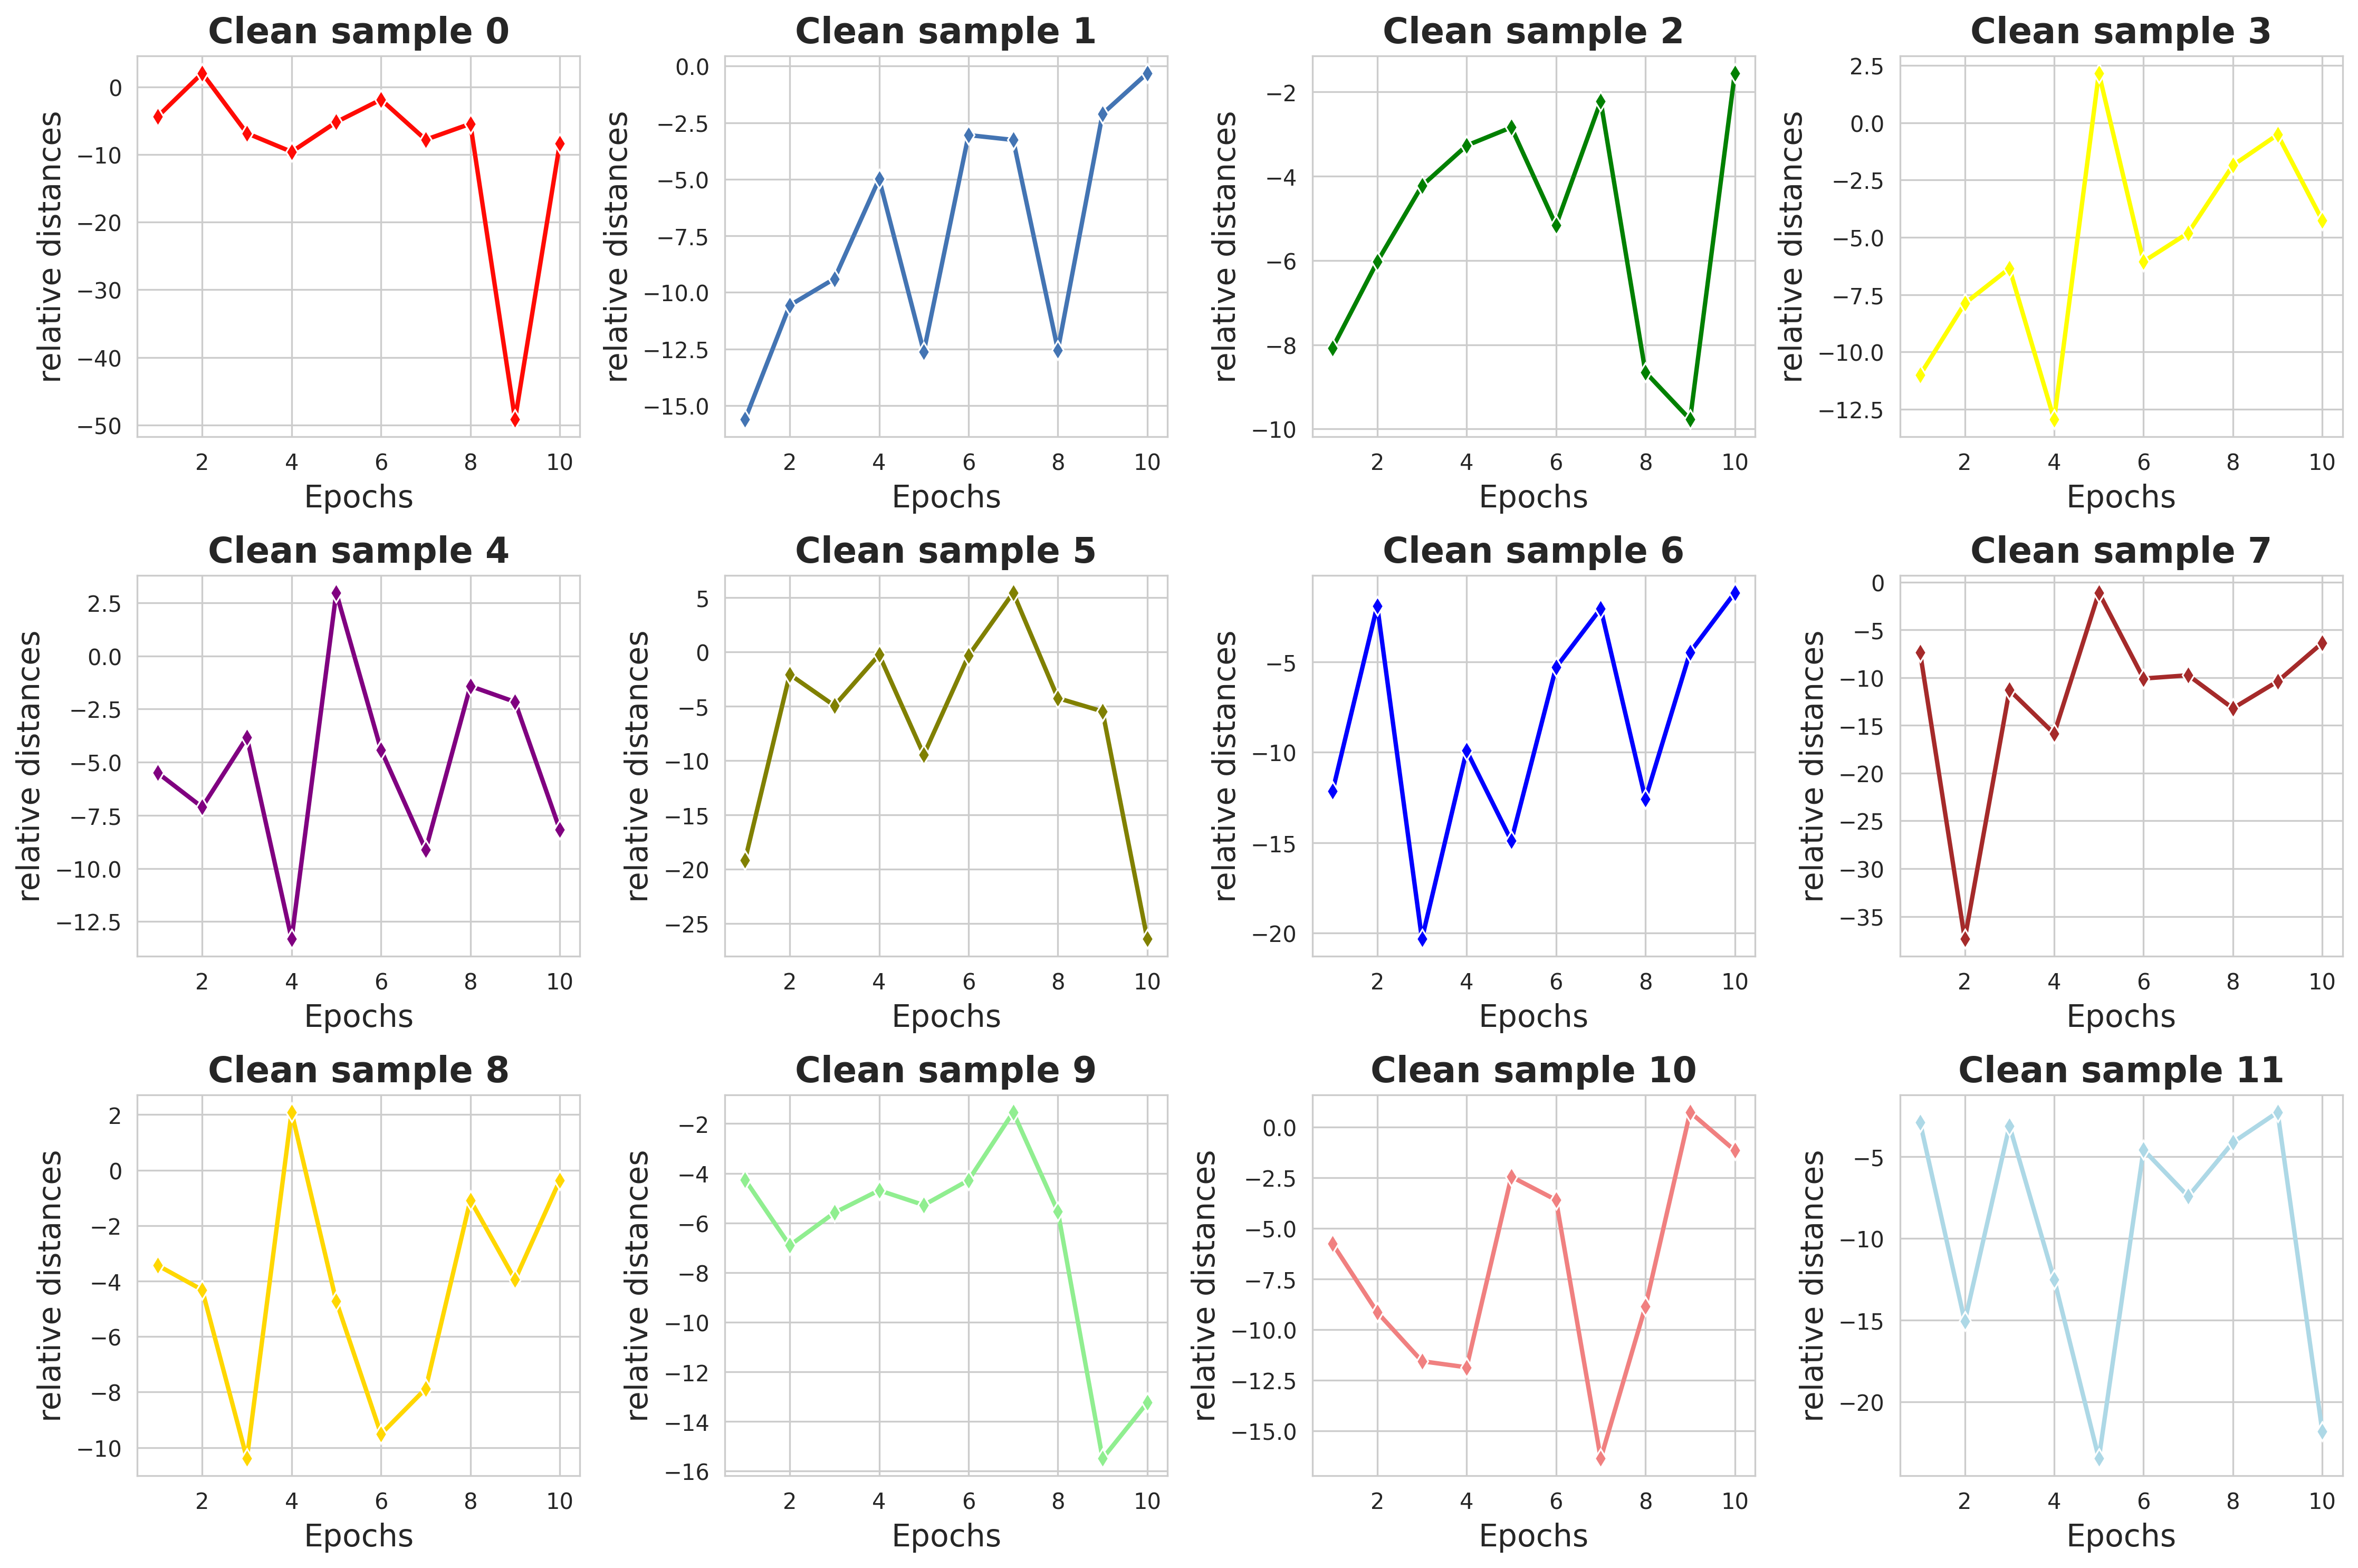 Clean sample 0
0
−10
−20
−30
−40
−50
relative distances
2 4 6 8 10
Epochs
Clean sample 1
0.0
−2.5
−5.0
−7.5
−10.0
−12.5
−15.0
relative distances
2 4 6 8 10
Epochs
Clean sample 2
−2
−4
−6
−8
−10
relative distances
2 4 6 8 10
Epochs
Clean sample 3
2.5
0.0
−2.5
−5.0
−7.5
−10.0
−12.5
relative distances
2 4 6 8 10
Epochs
Clean sample 4
2.5
0.0
−2.5
−5.0
−7.5
−10.0
−12.5
relative distances
2 4 6 8 10
Epochs
Clean sample 5
5
0
−5
−10
−15
−20
−25
relative distances
2 4 6 8 10
Epochs
Clean sample 6
−5
−10
−15
−20
relative distances
2 4 6 8 10
Epochs
Clean sample 7
0
−5
−10
−15
−20
−25
−30
−35
relative distances
2 4 6 8 10
Epochs
Clean sample 8
2
0
−2
−4
−6
−8
−10
relative distances
2 4 6 8 10
Epochs
Clean sample 9
−2
−4
−6
−8
−10
−12
−14
−16
relative distances
2 4 6 8 10
Epochs
Clean sample 10
0.0
−2.5
−5.0
−7.5
−10.0
−12.5
−15.0
relative distances
2 4 6 8 10
Epochs
Clean sample 11
−5
−10
−15
−20
relative distances
2 4 6 8 10
Epochs